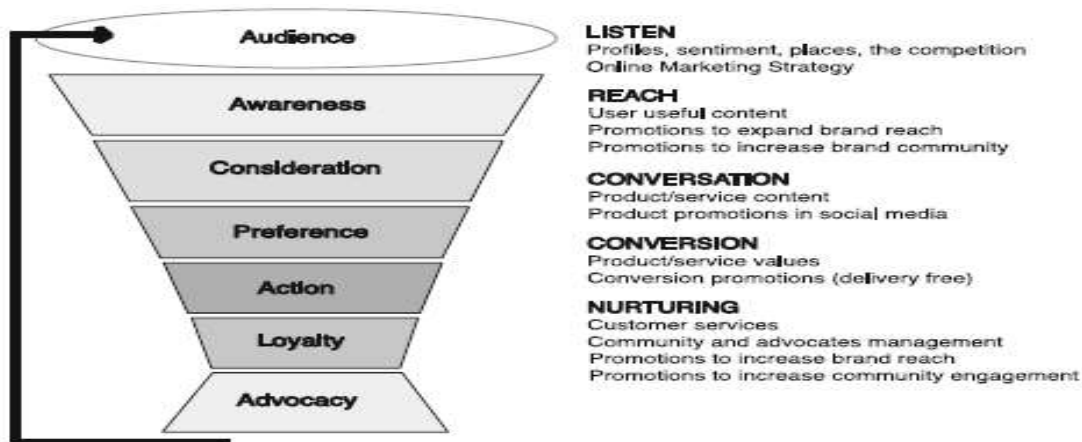 Audience
Awareness
Consideration
Preference
Action
Loyalty
Advocacy
LISTEN
Profiles, sentiment, places, the competition
Online Marketing Strategy
REACH
User useful content
Promotions to expand brand reach
Promotions to increase brand community
CONVERSATION
Product/service content
Product promotions in social media
CONVERSION
Product/service values
Conversion promotions (delivery free)
NURTURING
Customer services
Community and advocates management
Promotions to increase brand reach
Promotions to increase community engagement